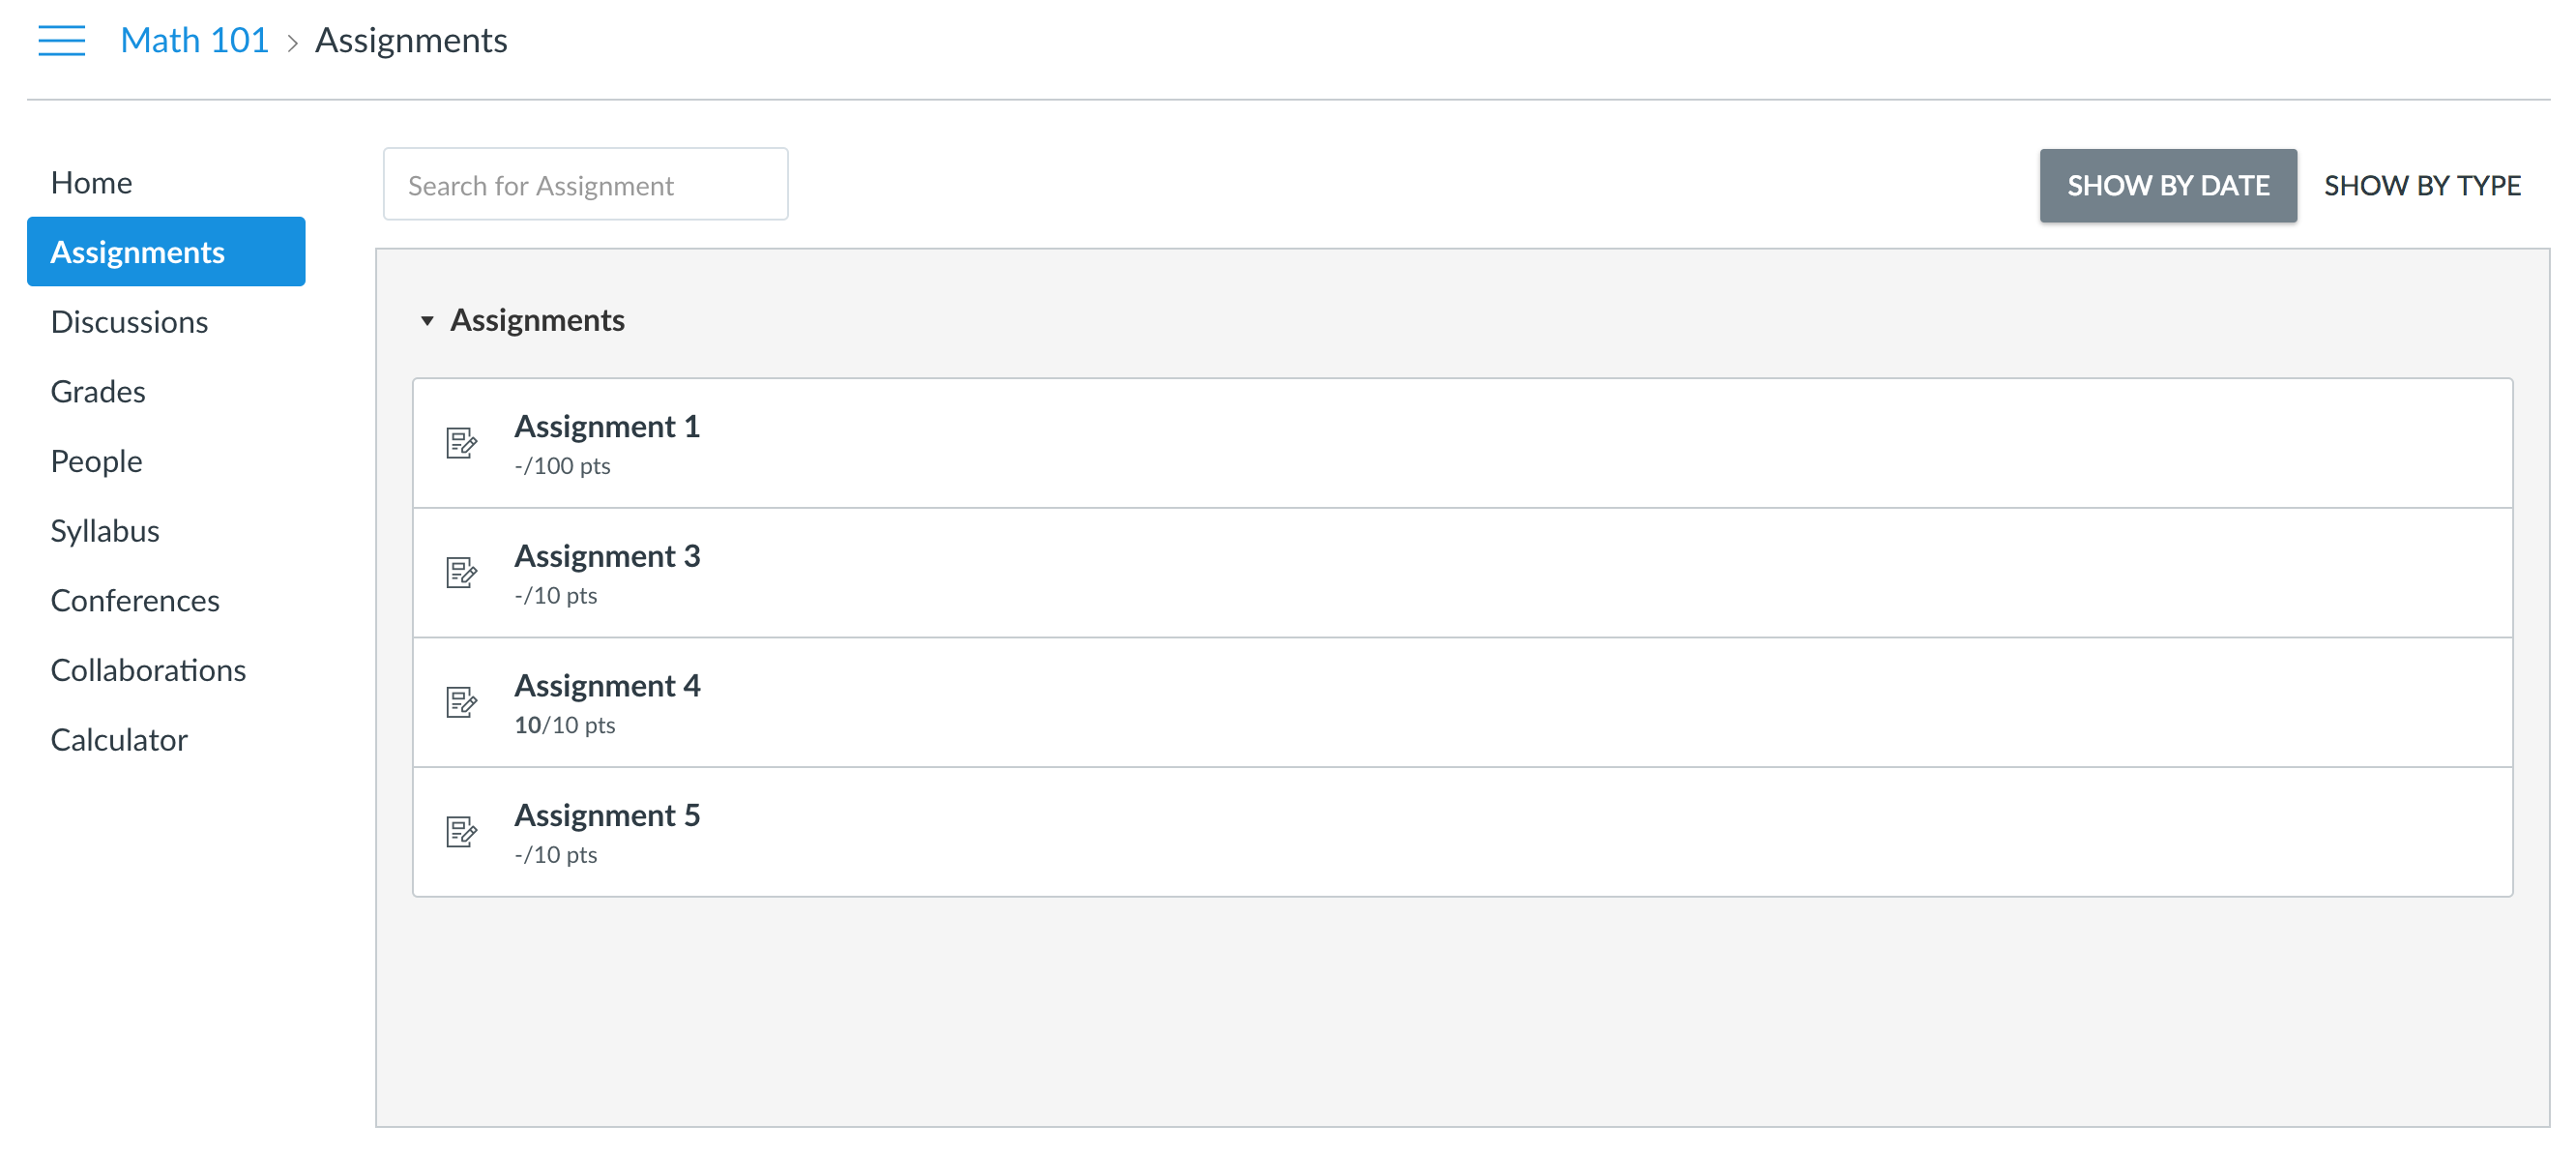 Math 101 > Assignments
Search for Assignment
SHOW BY DATE
SHOW BY TYPE
Home
Assignments
Discussions
Grades
People
Syllabus
Conferences
Collaborations
Calculator
Assignments
Assignment 1
-/100 pts
Assignment 3
-/10 pts
Assignment 4
10/10 pts
Assignment 5
-/10 pts